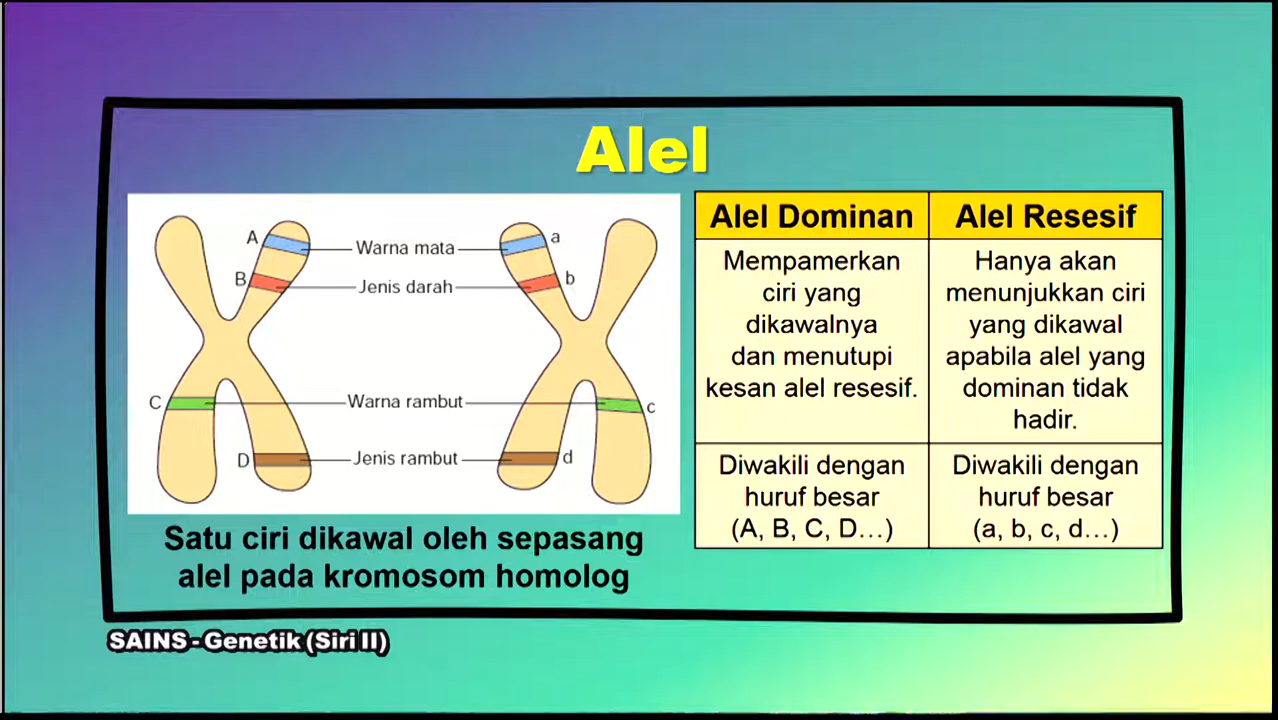 Alel
A
Warna mata
a
B
Jenis darah
b
C
Warna rambut
c
D
Jenis rambut
d
Satu ciri dikawal oleh sepasang
alel pada kromosom homolog
Alel Dominan
Alel Resesif
Mempamerkan
ciri yang
dikawalnya
dan menutupi
kesan alel resesif.
Hanya akan
menunjukkan ciri
yang dikawal
apabila alel yang
dominan tidak
hadir.
Diwakili dengan
huruf besar
(A, B, C, D...)
Diwakili dengan
huruf besar
(a, b, c, d...)
SAINS - Genetik (Siri II)